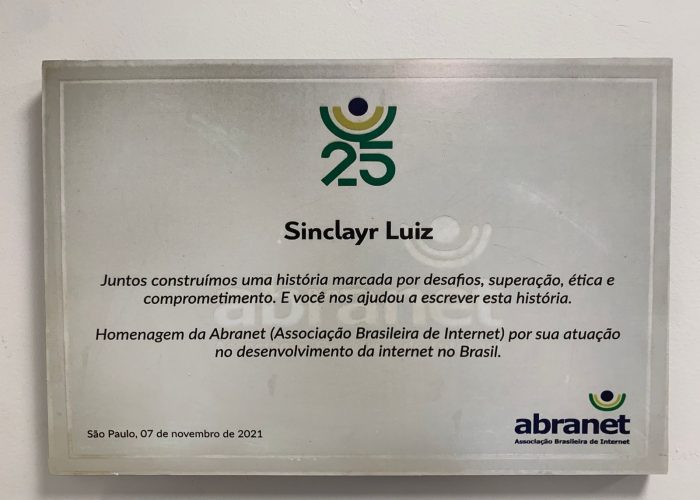 25
Sinclayr Luiz
Juntos construímos uma história marcada por desafios, superação, ética e
comprometimento. E você nos ajudou a escrever esta história.
abranet
Homenagem da Abranet (Associação Brasileira de Internet) por sua atuação
no desenvolvimento da internet no Brasil.
São Paulo, 07 de novembro de 2021
abranet
Associação Brasileira de Internet